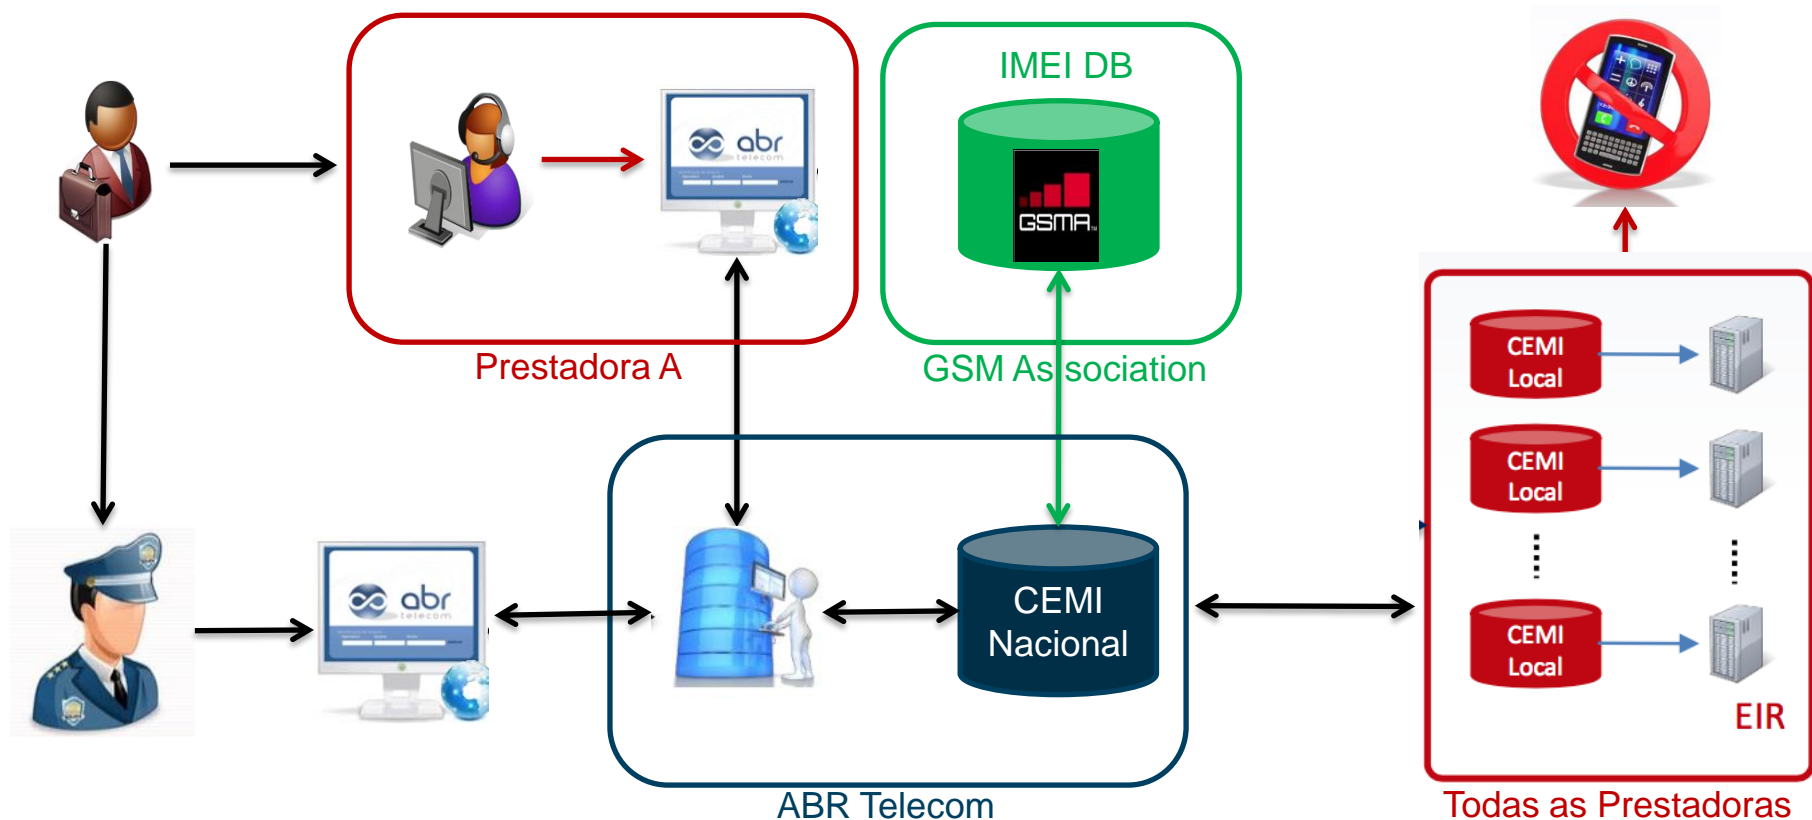 IMEI DB
abr
telecom
GSMA
Prestadora A
GSM Association
CEMI
Local
CEMI
Local
CEMI
Nacional
abr
telecom
CEMI
Local
EIR
ABR Telecom
Todas as Prestadoras